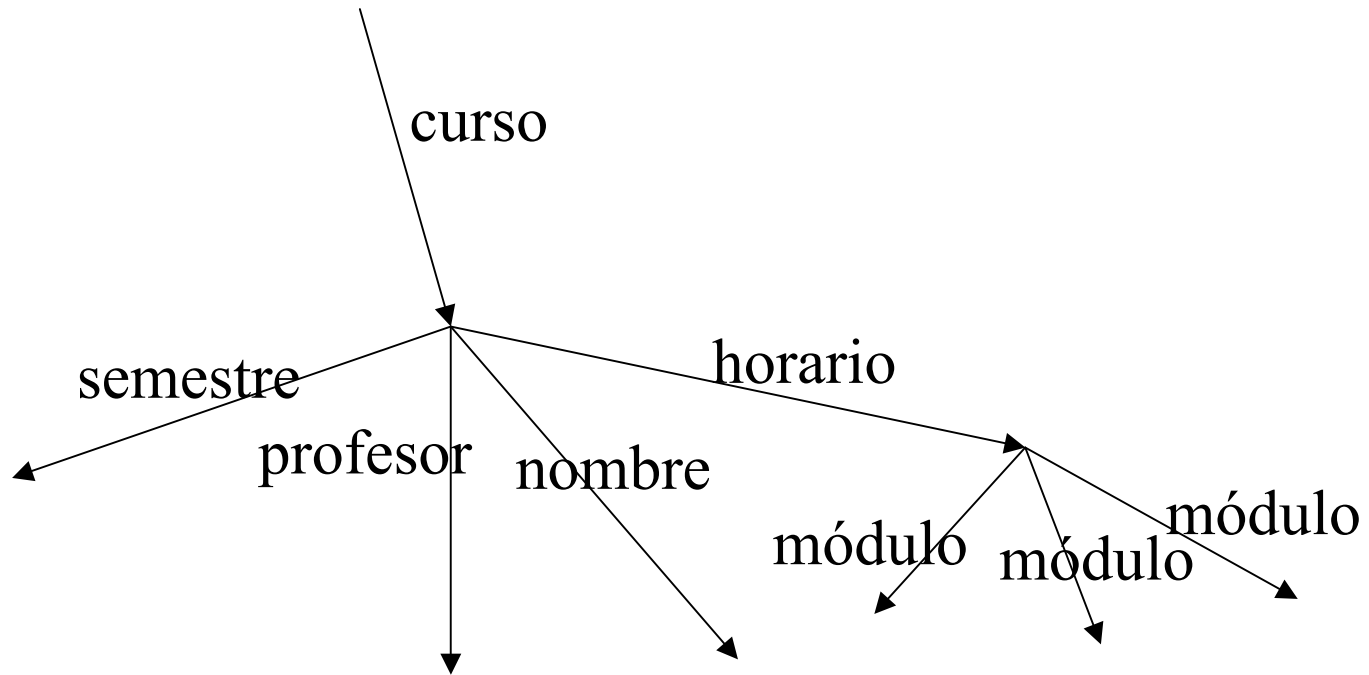 curso
semestre
horario
profesor
nombre
módulo
módulo
módulo